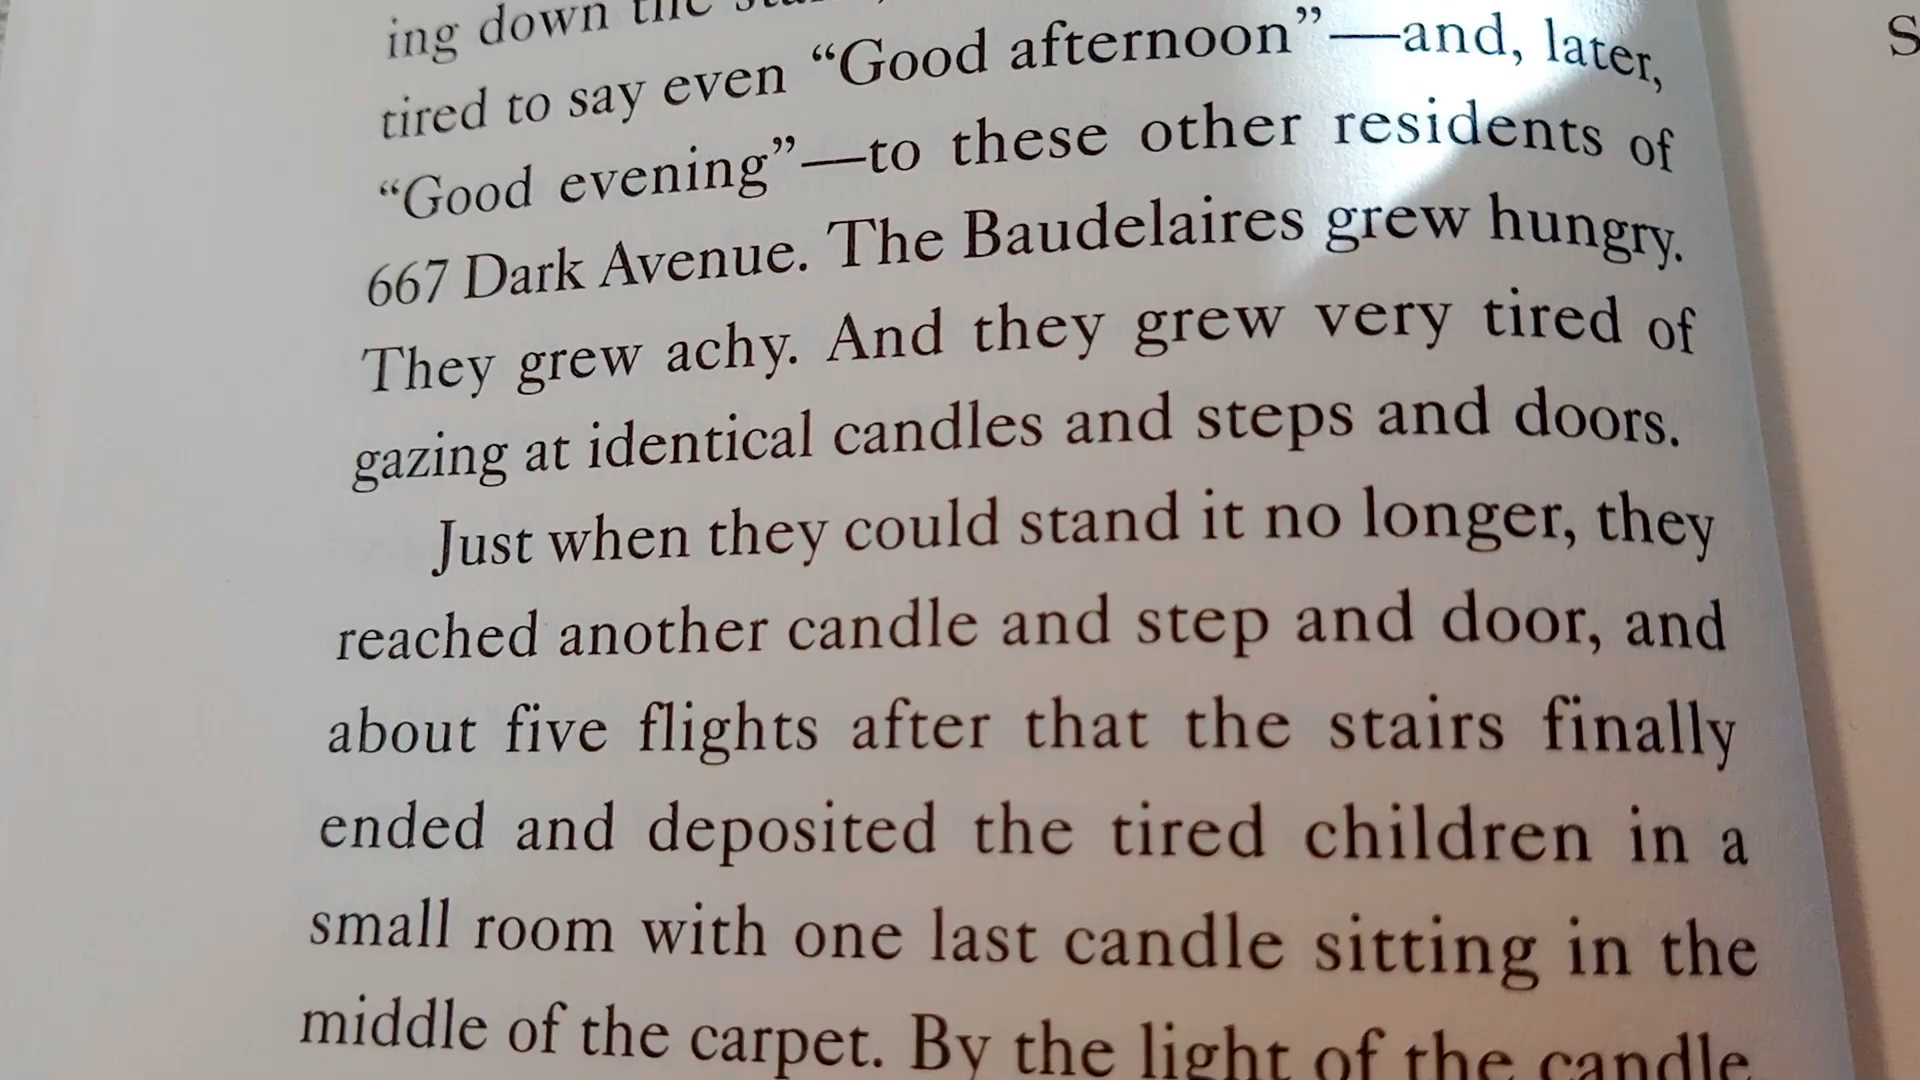 ing down the
tired to say even “Good afternoon”—and, later,
“Good evening”—to these other residents of
667 Dark Avenue. The Baudelaires grew hungry.
They grew achy. And they grew very tired of
gazing at identical candles and steps and doors.
Just when they could stand it no longer, they
reached another candle and step and door, and
about five flights after that the stairs finally
ended and deposited the tired children in a
small room with one last candle sitting in the
middle of the carpet. By the light of the candle